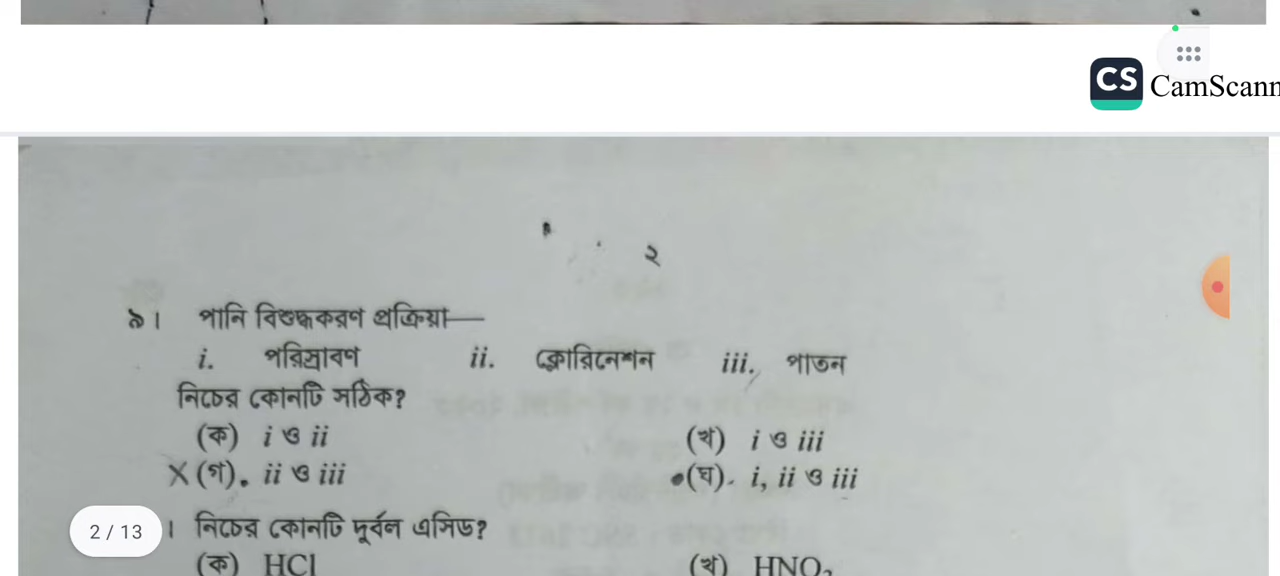 CS CamScann
২
৯। পানি বিশুদ্ধকরণ প্রক্রিয়া—
i. পরিস্রাবণ ii. ক্লোরিনেশন iii. পাতন
নিচের কোনটি সঠিক?
(ক) i ও ii (খ) i ও iii
X (গ). ii ও iii (ঘ). i, ii ও iii
2 / 13 । নিচের কোনটি দুর্বল এসিড?
(ক) HCl (খ) HNO₃